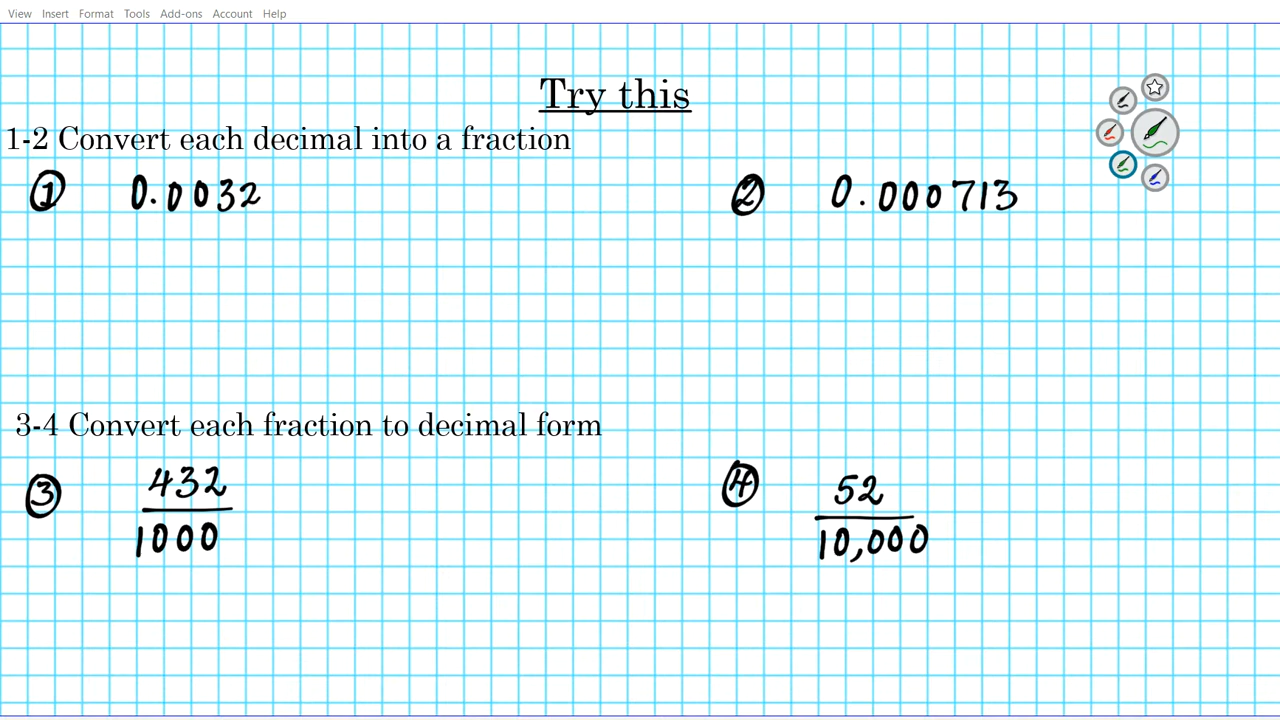 View Insert Format Tools Add-ons Account Help
Try this
1-2 Convert each decimal into a fraction
① 0.0032
② 0.000713
3-4 Convert each fraction to decimal form
③ 432
1000
④ 52
10,000